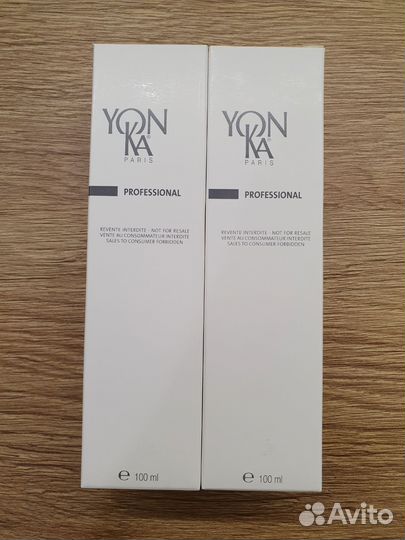 YON
KA®
PARIS
PROFESSIONAL
REVENTE INTERDITE - NOT FOR RESALE
VENTE AU CONSOMMATEUR INTERDITE
SALES TO CONSUMER FORBIDDEN
℮ 100 ml
YON
KA®
PARIS
PROFESSIONAL
REVENTE INTERDITE - NOT FOR RESALE
VENTE AU CONSOMMATEUR INTERDITE
SALES TO CONSUMER FORBIDDEN
℮ 100 ml
Avito